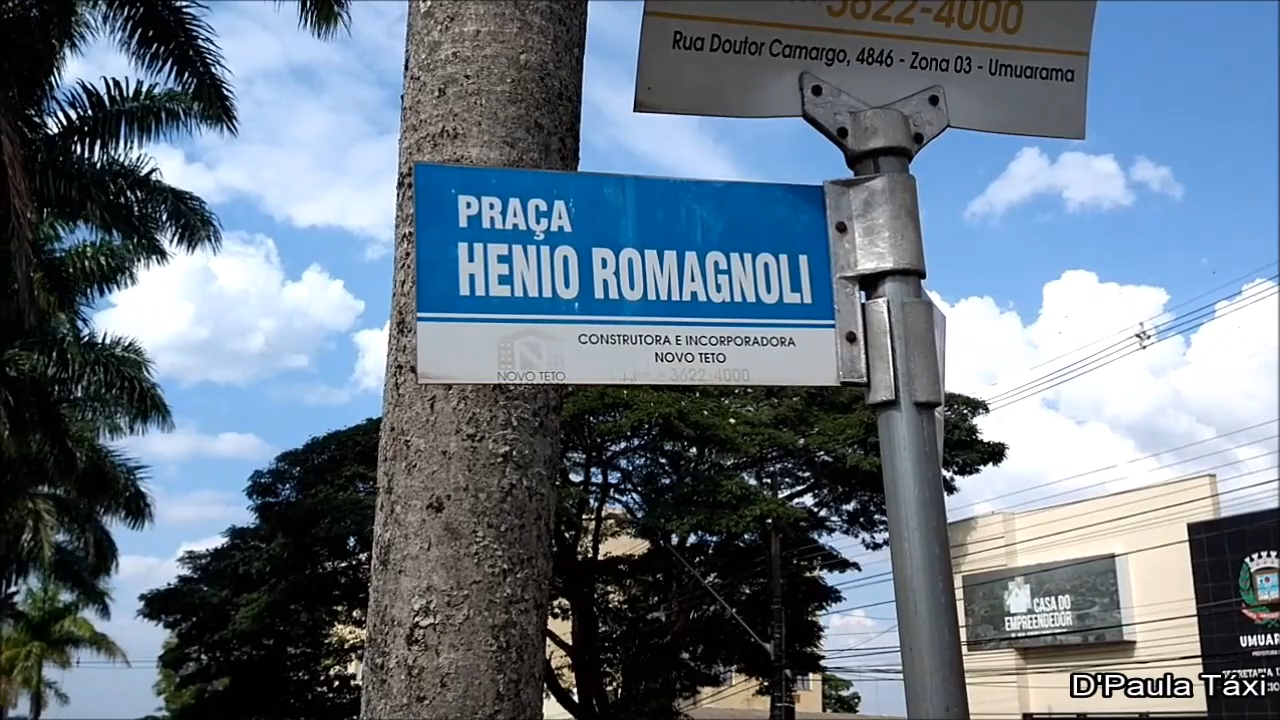 3622-4000
Rua Doutor Camargo, 4846 - Zona 03 - Umuarama
PRAÇA
HENIO ROMAGNOLI
CONSTRUTORA E INCORPORADORA
NOVO TETO
NOVO TETO
3622-4000
CASA DO
EMPREENDEDOR
D'Paula Táxi